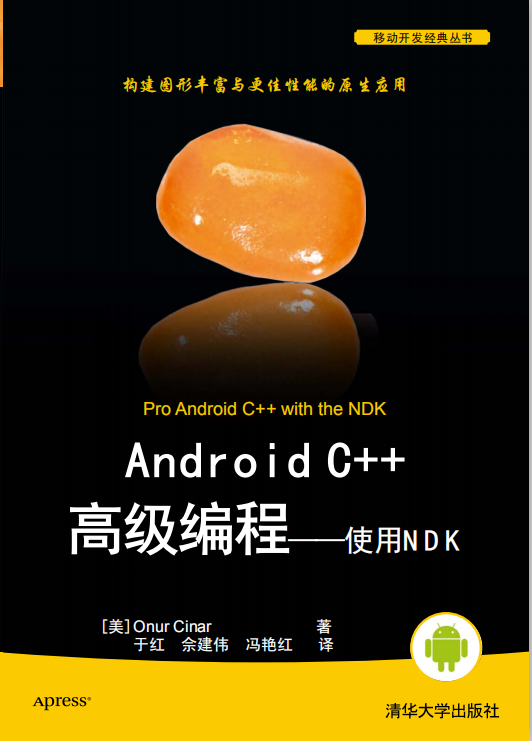 移动开发经典丛书
构建图形丰富与更佳性能的原生应用
Pro Android C++ with the NDK
Android C++
高级编程——使用NDK
[美] Onur Cinar 著
于红 佘建伟 冯艳红 译
Apress®
清华大学出版社